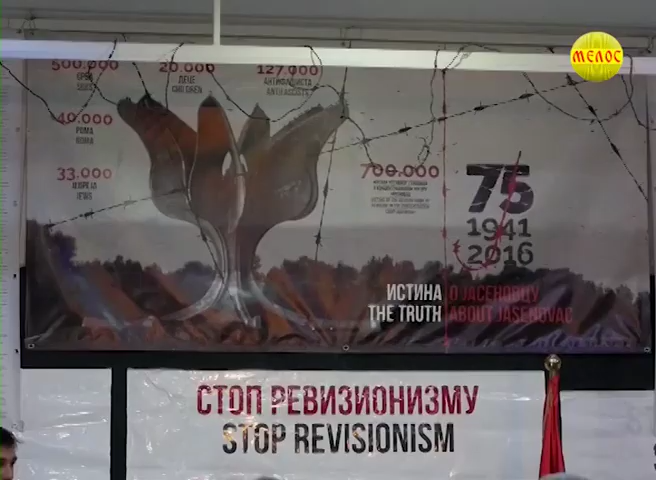 МЕЛОС
500.000
SERBS
20.000
ДЕЦЕ
CHILDREN
127.000
АНТИФАШИСТА
ANTIFASCISTS
40.000
РОМА
ROMA
33.000
ЈЕВРЕЈА
JEWS
700.000
75
1941
2016
ИСТИНА О ЈАСЕНОВЦУ
THE TRUTH ABOUT JASENOVAC
СТОП РЕВИЗИОНИЗМУ
STOP REVISIONISM